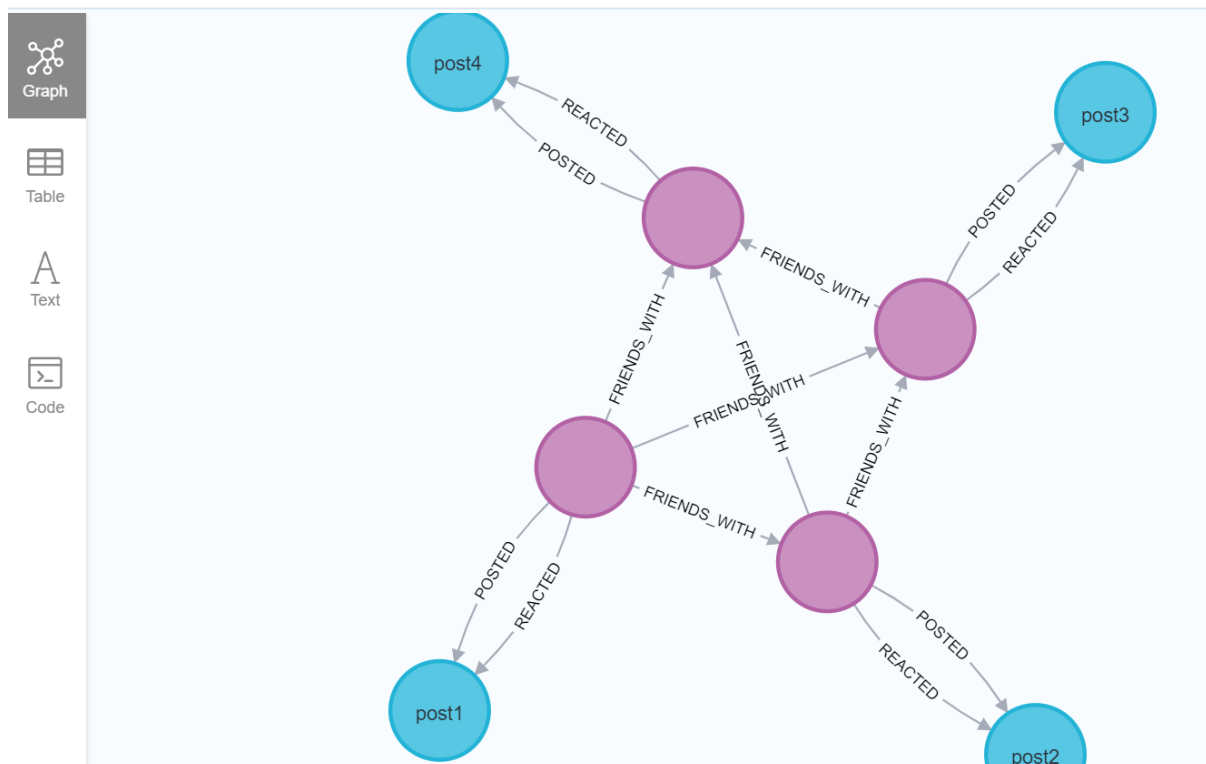 Graph
Table
Text
Code
post4
post3
REACTED
POSTED
POSTED
REACTED
FRIENDS_WITH
FRIENDS_WITH
FRIENDS_WITH
FRIENDS_WITH
FRIENDS_WITH
FRIENDS_WITH
POSTED
REACTED
POSTED
REACTED
post1
post2